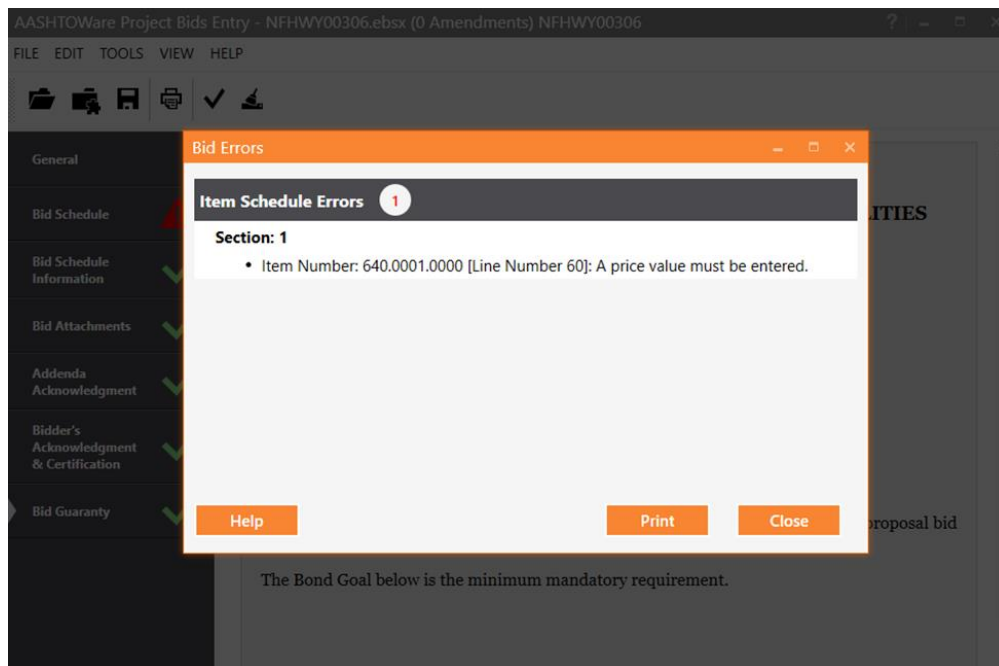 AASHTOWare Project Bids Entry - NFHWY00306.ebsx (0 Amendments) NFHWY00306
FILE EDIT TOOLS VIEW HELP
General
Bid Schedule
Bid Schedule
Information
Bid Attachments
Addenda
Acknowledgment
Bidder's
Acknowledgment
& Certification
Bid Guaranty
Bid Errors
Item Schedule Errors 1
Section: 1
• Item Number: 640.0001.0000 [Line Number 60]: A price value must be entered.
Help Print Close
proposal bid
The Bond Goal below is the minimum mandatory requirement.